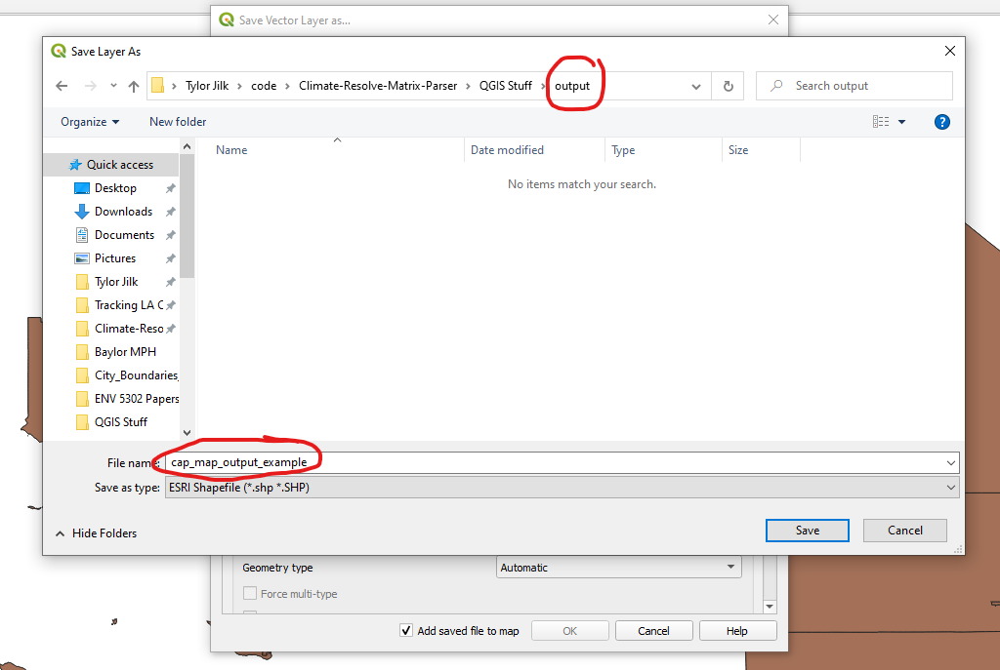 Save Vector Layer as...
Save Layer As
Tylor Jilk › code › Climate-Resolve-Matrix-Parser › QGIS Stuff › output
Search output
Organize
New folder
?
Name
Date modified
Type
Size
No items match your search.
Quick access
Desktop
Downloads
Documents
Pictures
Tylor Jilk
Tracking LA C
Climate-Reso
Baylor MPH
City_Boundaries_
ENV 5302 Papers
QGIS Stuff
File name: cap_map_output_example
Save as type: ESRI Shapefile (*.shp *.SHP)
Hide Folders
Save
Cancel
Geometry type
Automatic
Force multi-type
Add saved file to map
OK
Cancel
Help